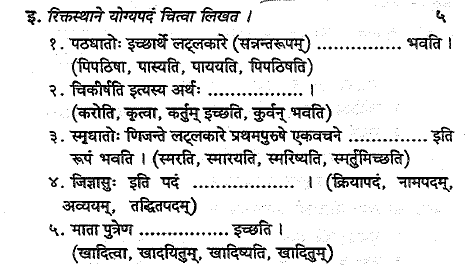 इ. रिक्तस्थाने योग्यपदं चित्वा लिखत । ५
१. पठधातोः इच्छार्थे लट्लकारे (सन्नन्तरूपम्) ................ भवति ।
(पिपठिषा, पास्यति, पाययति, पिपठिषति)
२. चिकीर्षति इत्यस्य अर्थः ................ ।
(करोति, कृत्वा, कर्तुम् इच्छति, कुर्वन् भवति)
३. स्मृधातोः णिजन्ते लट्लकारे प्रथमपुरुषे एकवचने ............. इति
रूपं भवति । (स्मरति, स्मारयति, स्मरिष्यति, स्मर्तुमिच्छति)
४. जिज्ञासुः इति पदं ................ । (क्रियापदं, नामपदम्,
अव्ययम्, तद्धितपदम्)
५. माता पुत्रेण ................ इच्छति ।
(खादित्वा, खादयितुम्, खादिष्यति, खादितुम्)